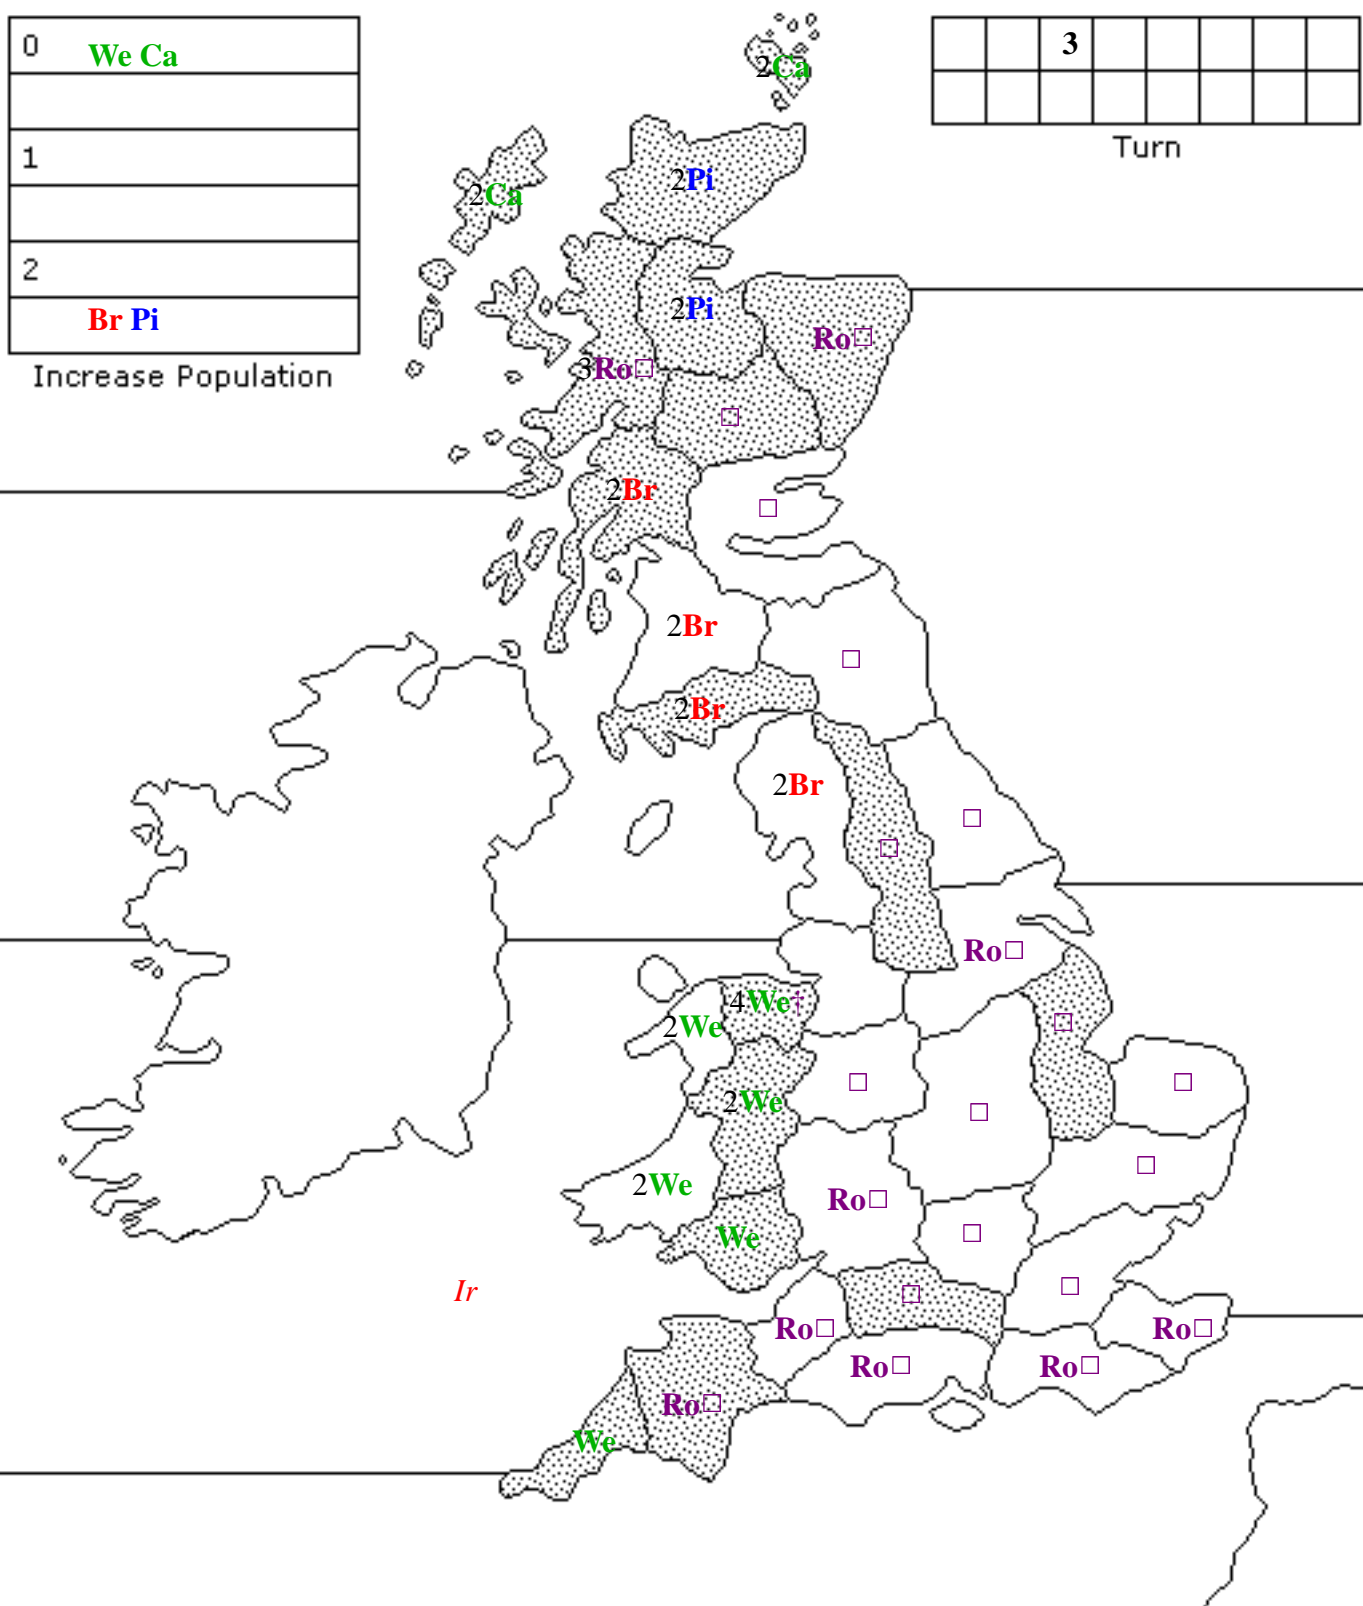 0 We Ca
1
2
Br Pi
Increase Population
3
Turn
2Ca
2Pi
2Ca
2Pi
Ro□
3Ro□
□
2Br
□
2Br
□
2Br
2Br
□
□
Ro□
4We†
2We
□
□
□
2We
□
□
2We
Ro□
□
We
□
Ir
□
Ro□
Ro□
Ro□
Ro□
Ro□
We